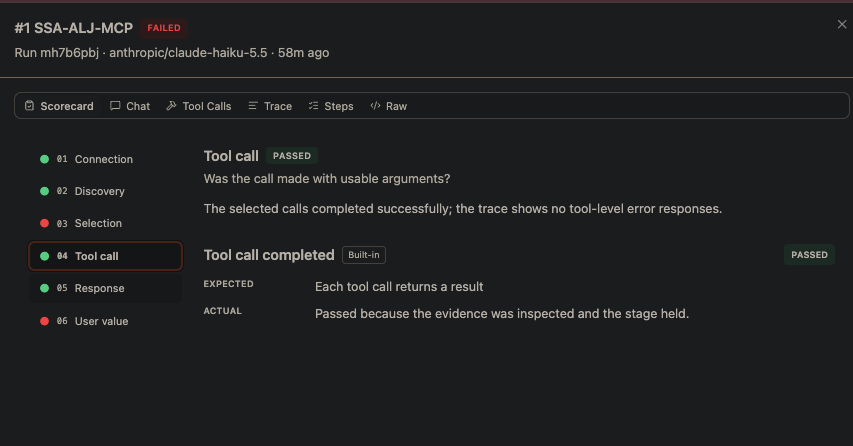 #1 SSA-ALJ-MCP FAILED
Run mh7b6pbj · anthropic/claude-haiku-5.5 · 58m ago
Scorecard Chat Tool Calls Trace Steps Raw
01 Connection
02 Discovery
03 Selection
04 Tool call
05 Response
06 User value
Tool call PASSED
Was the call made with usable arguments?
The selected calls completed successfully; the trace shows no tool-level error responses.
Tool call completed Built-in PASSED
EXPECTED Each tool call returns a result
ACTUAL Passed because the evidence was inspected and the stage held.